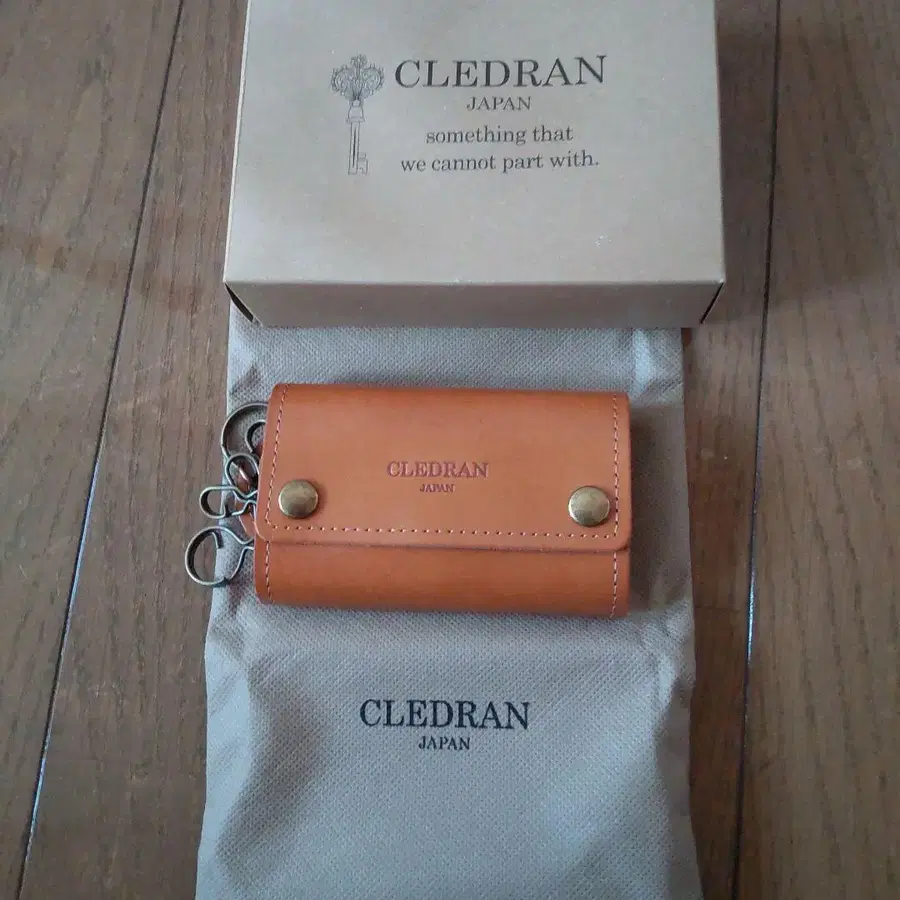 CLEDRAN
JAPAN
something that
we cannot part with.
CLEDRAN
JAPAN
CLEDRAN
JAPAN